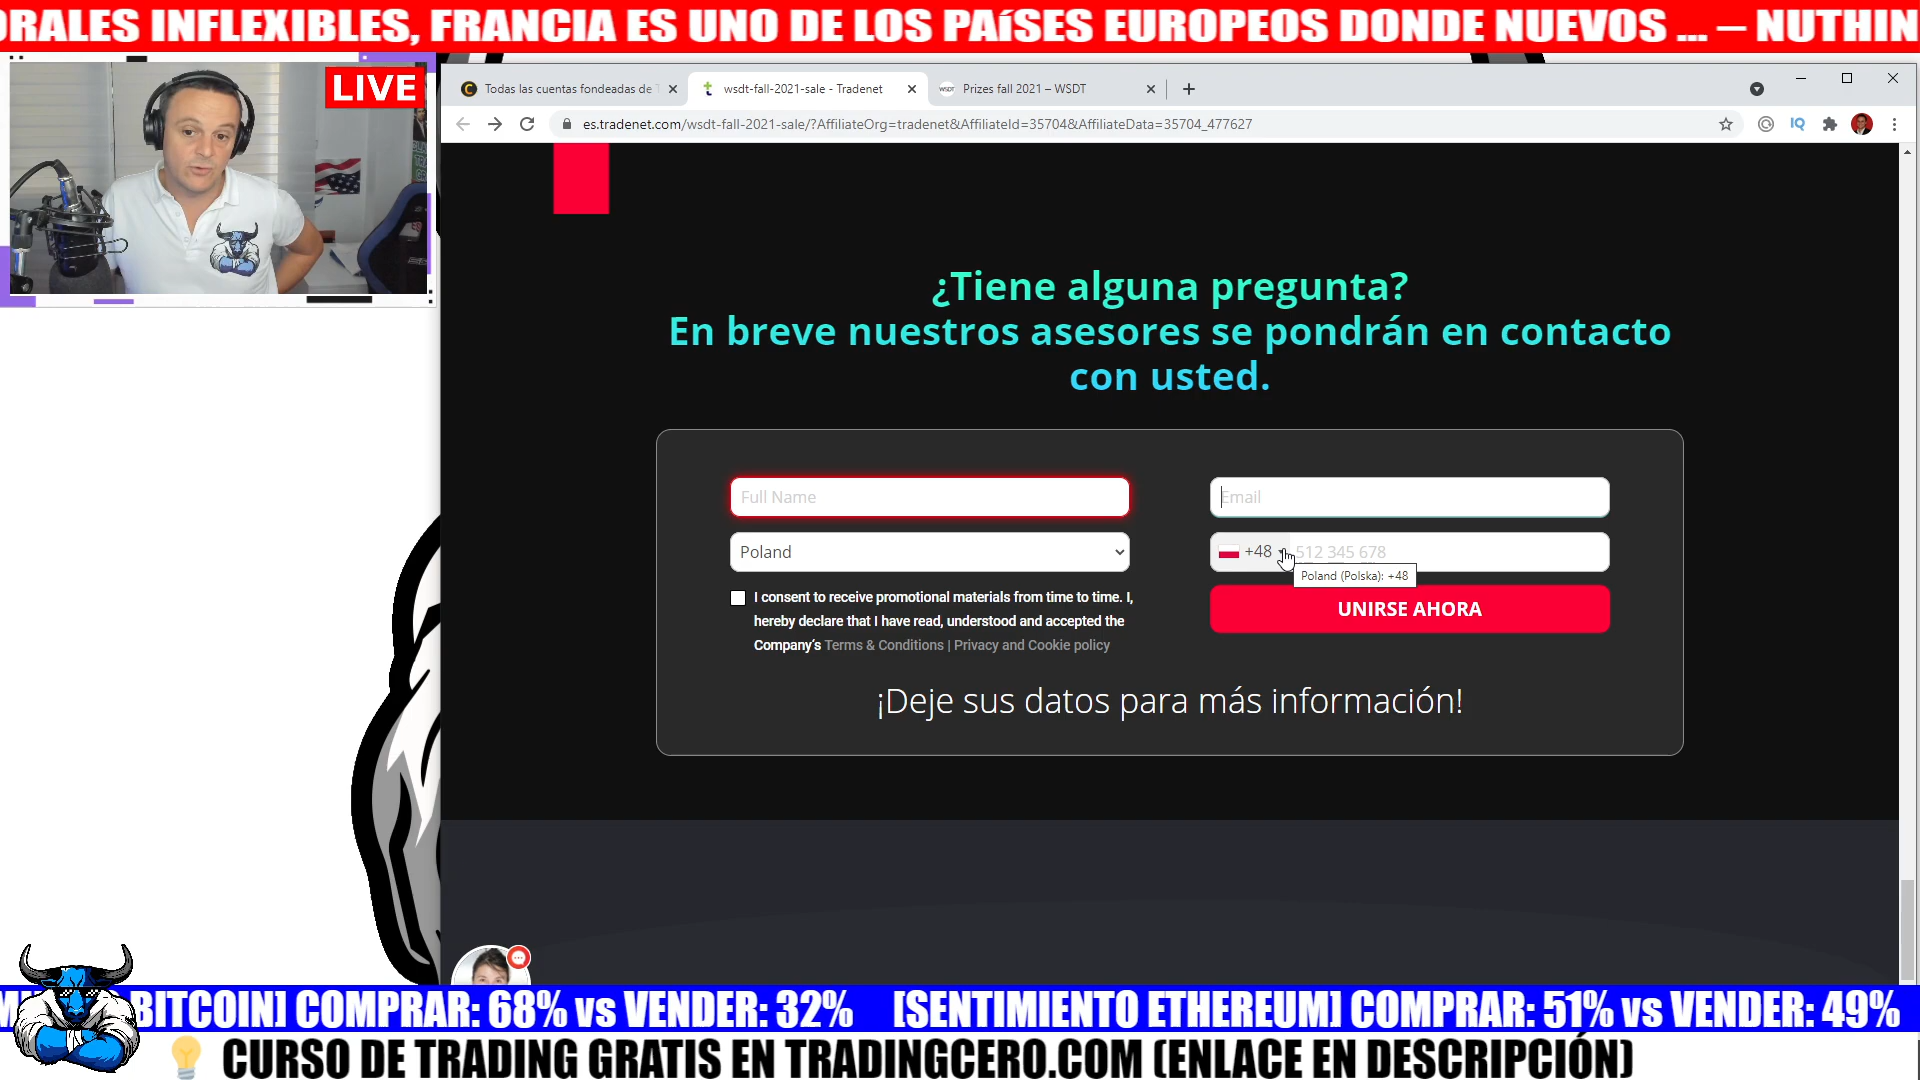 ORALES INFLEXIBLES, FRANCIA ES UNO DE LOS PAíSES EUROPEOS DONDE NUEVOS ... – NUTHIN
LIVE
Todas las cuentas fondeadas de
wsdt-fall-2021-sale - Tradenet
WSDT
Prizes fall 2021 – WSDT
es.tradenet.com/wsdt-fall-2021-sale/?AffiliateOrg=tradenet&AffiliateId=35704&AffiliateData=35704_477627
IQ
¿Tiene alguna pregunta?
En breve nuestros asesores se pondrán en contacto
con usted.
Full Name
Email
Poland
+48
512 345 678
Poland (Polska): +48
I consent to receive promotional materials from time to time. I,
hereby declare that I have read, understood and accepted the
Company's Terms & Conditions | Privacy and Cookie policy
UNIRSE AHORA
¡Deje sus datos para más información!
BITCOIN] COMPRAR: 68% vs VENDER: 32% [SENTIMIENTO ETHEREUM] COMPRAR: 51% vs VENDER: 49%
CURSO DE TRADING GRATIS EN TRADINGCERO.COM (ENLACE EN DESCRIPCIÓN)